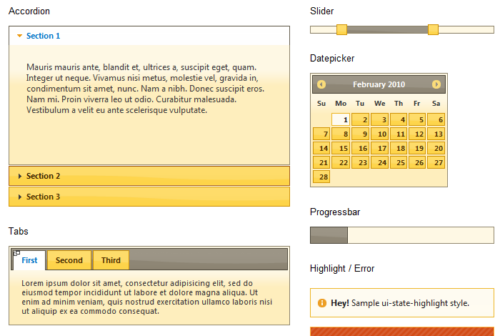 Accordion
Section 1
Mauris mauris ante, blandit et, ultrices a, suscipit eget, quam.
Integer ut neque. Vivamus nisi metus, molestie vel, gravida in,
condimentum sit amet, nunc. Nam a nibh. Donec suscipit eros.
Nam mi. Proin viverra leo ut odio. Curabitur malesuada.
Vestibulum a velit eu ante scelerisque vulputate.
Section 2
Section 3
Tabs
First Second Third
Lorem ipsum dolor sit amet, consectetur adipisicing elit, sed do
eiusmod tempor incididunt ut labore et dolore magna aliqua. Ut
enim ad minim veniam, quis nostrud exercitation ullamco laboris nisi
ut aliquip ex ea commodo consequat.
Slider
Datepicker
February 2010
Su Mo Tu We Th Fr Sa
1 2 3 4 5 6
7 8 9 10 11 12 13
14 15 16 17 18 19 20
21 22 23 24 25 26 27
28
Progressbar
Highlight / Error
Hey! Sample ui-state-highlight style.